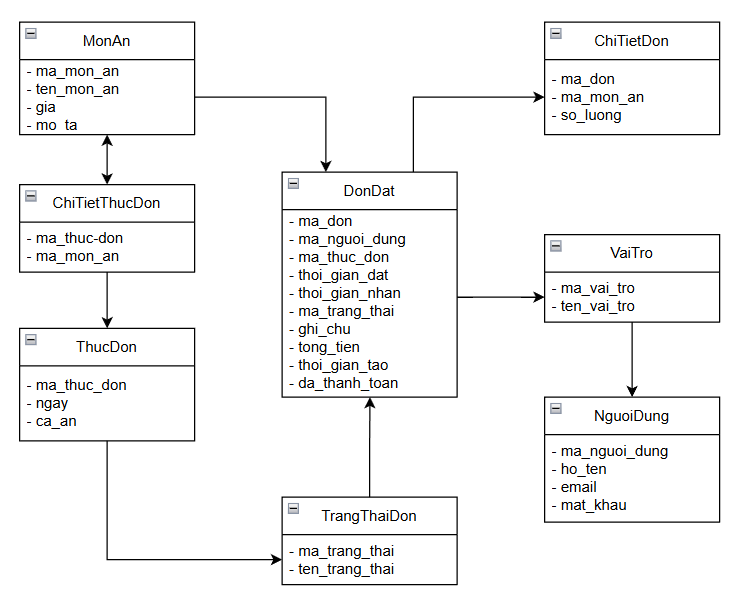 MonAn
- ma_mon_an
- ten_mon_an
- gia
- mo_ta
ChiTietThucDon
- ma_thuc-don
- ma_mon_an
ThucDon
- ma_thuc_don
- ngay
- ca_an
DonDat
- ma_don
- ma_nguoi_dung
- ma_thuc_don
- thoi_gian_dat
- thoi_gian_nhan
- ma_trang_thai
- ghi_chu
- tong_tien
- thoi_gian_tao
- da_thanh_toan
TrangThaiDon
- ma_trang_thai
- ten_trang_thai
ChiTietDon
- ma_don
- ma_mon_an
- so_luong
VaiTro
- ma_vai_tro
- ten_vai_tro
NguoiDung
- ma_nguoi_dung
- ho_ten
- email
- mat_khau